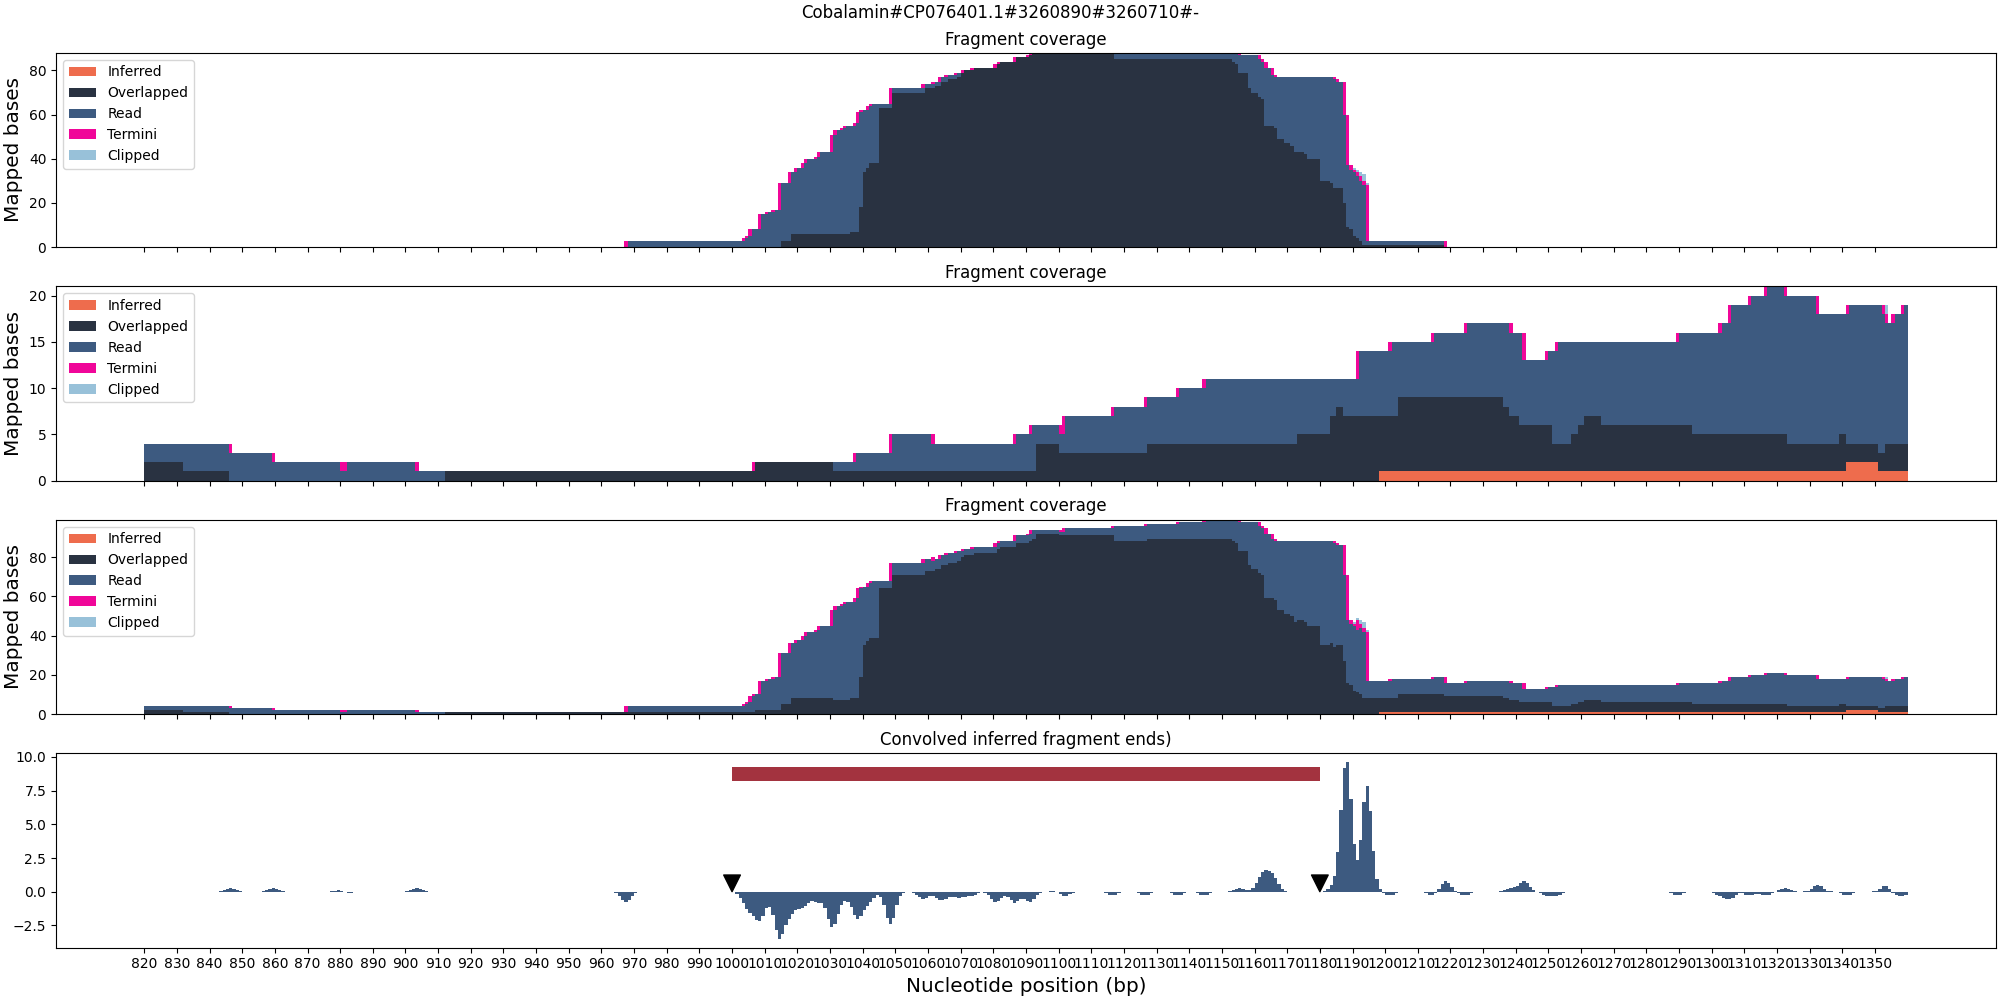 Cobalamin#CP076401.1#3260890#3260710#-
Fragment coverage
Mapped bases
80
60
40
20
0
Inferred
Overlapped
Read
Termini
Clipped
Fragment coverage
Mapped bases
20
15
10
5
0
Inferred
Overlapped
Read
Termini
Clipped
Fragment coverage
Mapped bases
80
60
40
20
0
Inferred
Overlapped
Read
Termini
Clipped
Convolved inferred fragment ends)
10.0
7.5
5.0
2.5
0.0
−2.5
820 830 840 850 860 870 880 890 900 910 920 930 940 950 960 970 980 990 1000 1010 1020 1030 1040 1050 1060 1070 1080 1090 1100 1110 1120 1130 1140 1150 1160 1170 1180 1190 1200 1210 1220 1230 1240 1250 1260 1270 1280 1290 1300 1310 1320 1330 1340 1350
Nucleotide position (bp)